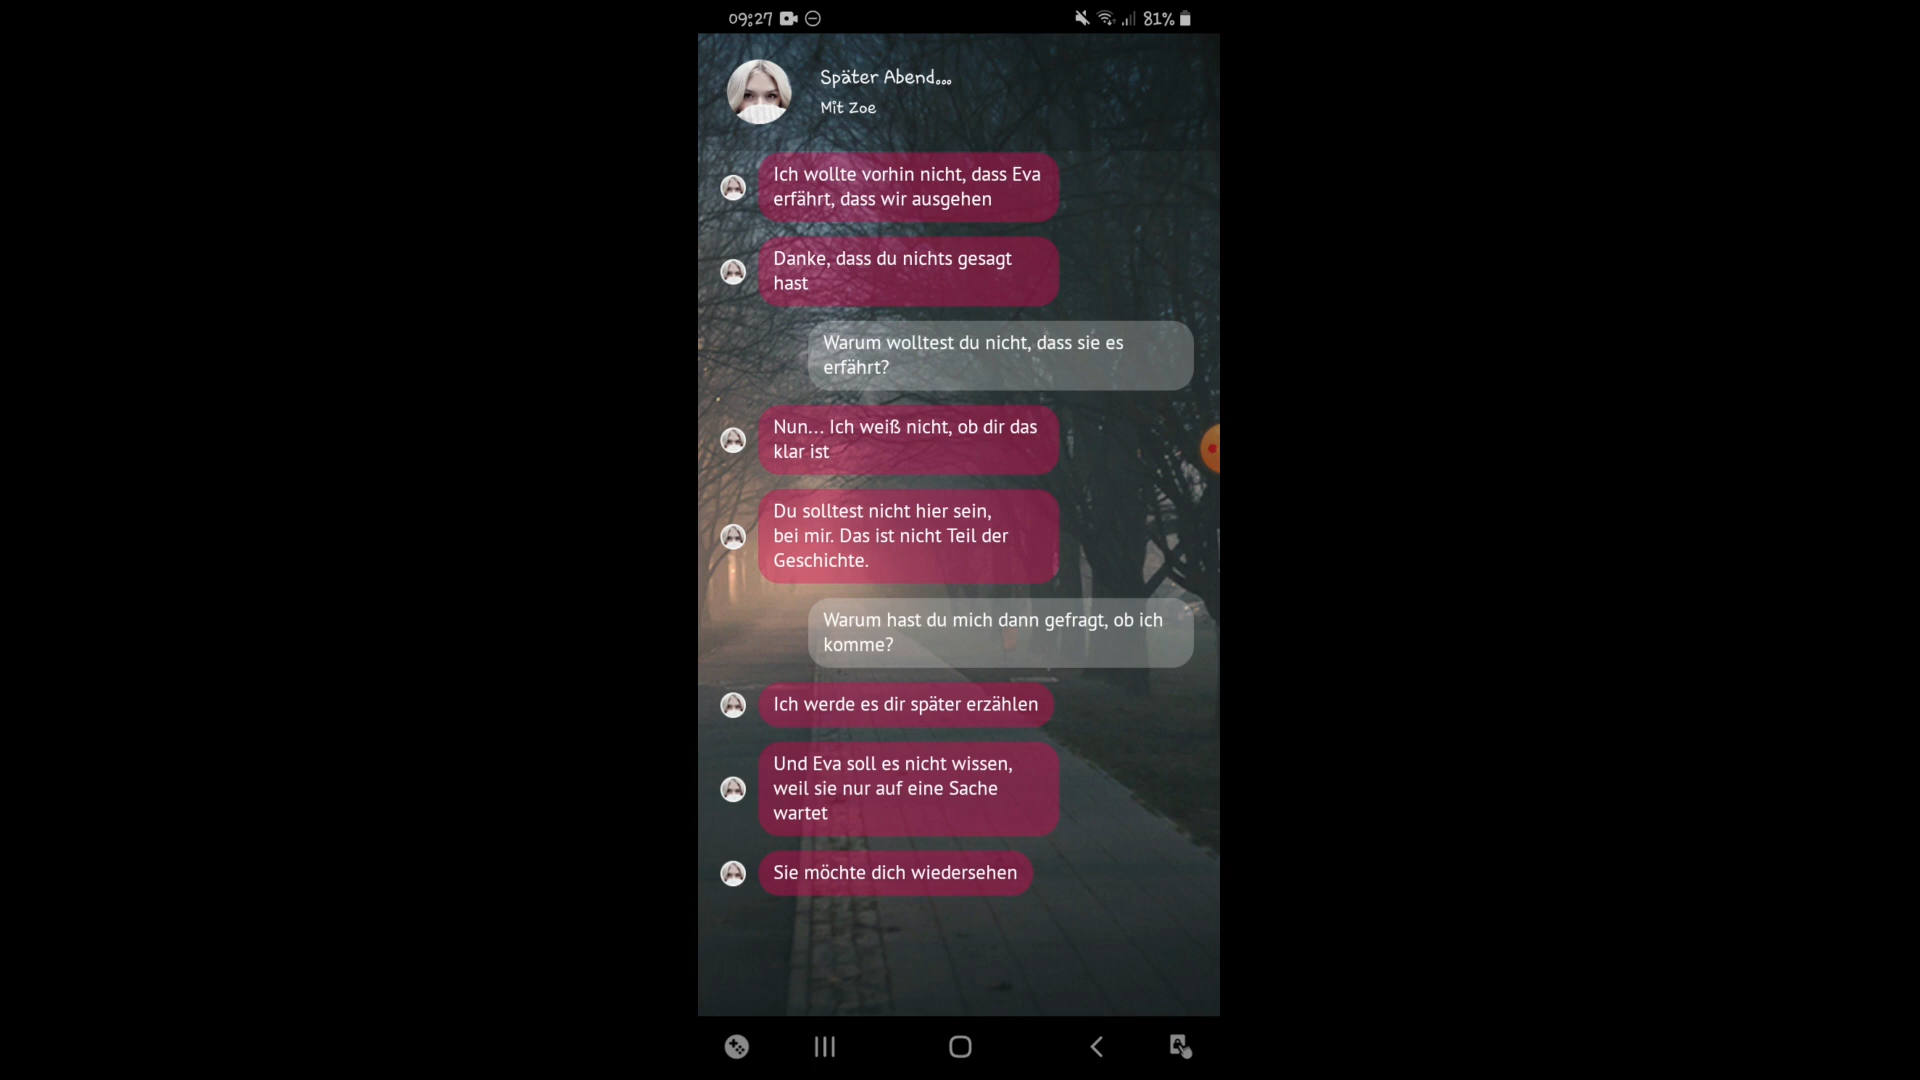 09:27
81%
Später Abend...
Mit Zoe
Ich wollte vorhin nicht, dass Eva
erfährt, dass wir ausgehen
Danke, dass du nichts gesagt
hast
Warum wolltest du nicht, dass sie es
erfährt?
Nun... Ich weiß nicht, ob dir das
klar ist
Du solltest nicht hier sein,
bei mir. Das ist nicht Teil der
Geschichte.
Warum hast du mich dann gefragt, ob ich
komme?
Ich werde es dir später erzählen
Und Eva soll es nicht wissen,
weil sie nur auf eine Sache
wartet
Sie möchte dich wiedersehen